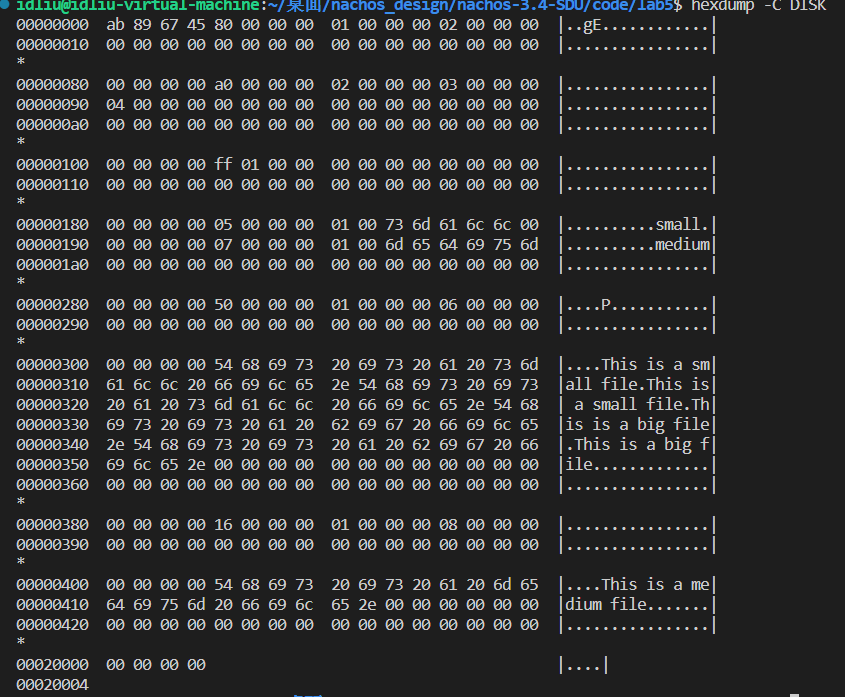 idliu@idliu-virtual-machine:~/桌面/nachos_design/nachos-3.4-SDU/code/lab5$ hexdump -C DISK
00000000  ab 89 67 45 80 00 00 00  01 00 00 00 02 00 00 00  |..gE............|
00000010  00 00 00 00 00 00 00 00  00 00 00 00 00 00 00 00  |................|
*
00000080  00 00 00 00 a0 00 00 00  02 00 00 00 03 00 00 00  |................|
00000090  04 00 00 00 00 00 00 00  00 00 00 00 00 00 00 00  |................|
000000a0  00 00 00 00 00 00 00 00  00 00 00 00 00 00 00 00  |................|
*
00000100  00 00 00 00 ff 01 00 00  00 00 00 00 00 00 00 00  |................|
00000110  00 00 00 00 00 00 00 00  00 00 00 00 00 00 00 00  |................|
*
00000180  00 00 00 00 05 00 00 00  01 00 73 6d 61 6c 6c 00  |..........small.|
00000190  00 00 00 00 07 00 00 00  01 00 6d 65 64 69 75 6d  |..........medium|
000001a0  00 00 00 00 00 00 00 00  00 00 00 00 00 00 00 00  |................|
*
00000280  00 00 00 00 50 00 00 00  01 00 00 00 06 00 00 00  |....P...........|
00000290  00 00 00 00 00 00 00 00  00 00 00 00 00 00 00 00  |................|
*
00000300  00 00 00 00 54 68 69 73  20 69 73 20 61 20 73 6d  |....This is a sm|
00000310  61 6c 6c 20 66 69 6c 65  2e 54 68 69 73 20 69 73  |all file.This is|
00000320  20 61 20 73 6d 61 6c 6c  20 66 69 6c 65 2e 54 68  | a small file.Th|
00000330  69 73 20 69 73 20 61 20  62 69 67 20 66 69 6c 65  |is is a big file|
00000340  2e 54 68 69 73 20 69 73  20 61 20 62 69 67 20 66  |.This is a big f|
00000350  69 6c 65 2e 00 00 00 00  00 00 00 00 00 00 00 00  |ile.............|
00000360  00 00 00 00 00 00 00 00  00 00 00 00 00 00 00 00  |................|
*
00000380  00 00 00 00 16 00 00 00  01 00 00 00 08 00 00 00  |................|
00000390  00 00 00 00 00 00 00 00  00 00 00 00 00 00 00 00  |................|
*
00000400  00 00 00 00 54 68 69 73  20 69 73 20 61 20 6d 65  |....This is a me|
00000410  64 69 75 6d 20 66 69 6c  65 2e 00 00 00 00 00 00  |dium file.......|
00000420  00 00 00 00 00 00 00 00  00 00 00 00 00 00 00 00  |................|
*
00020000  00 00 00 00                                       |....|
00020004